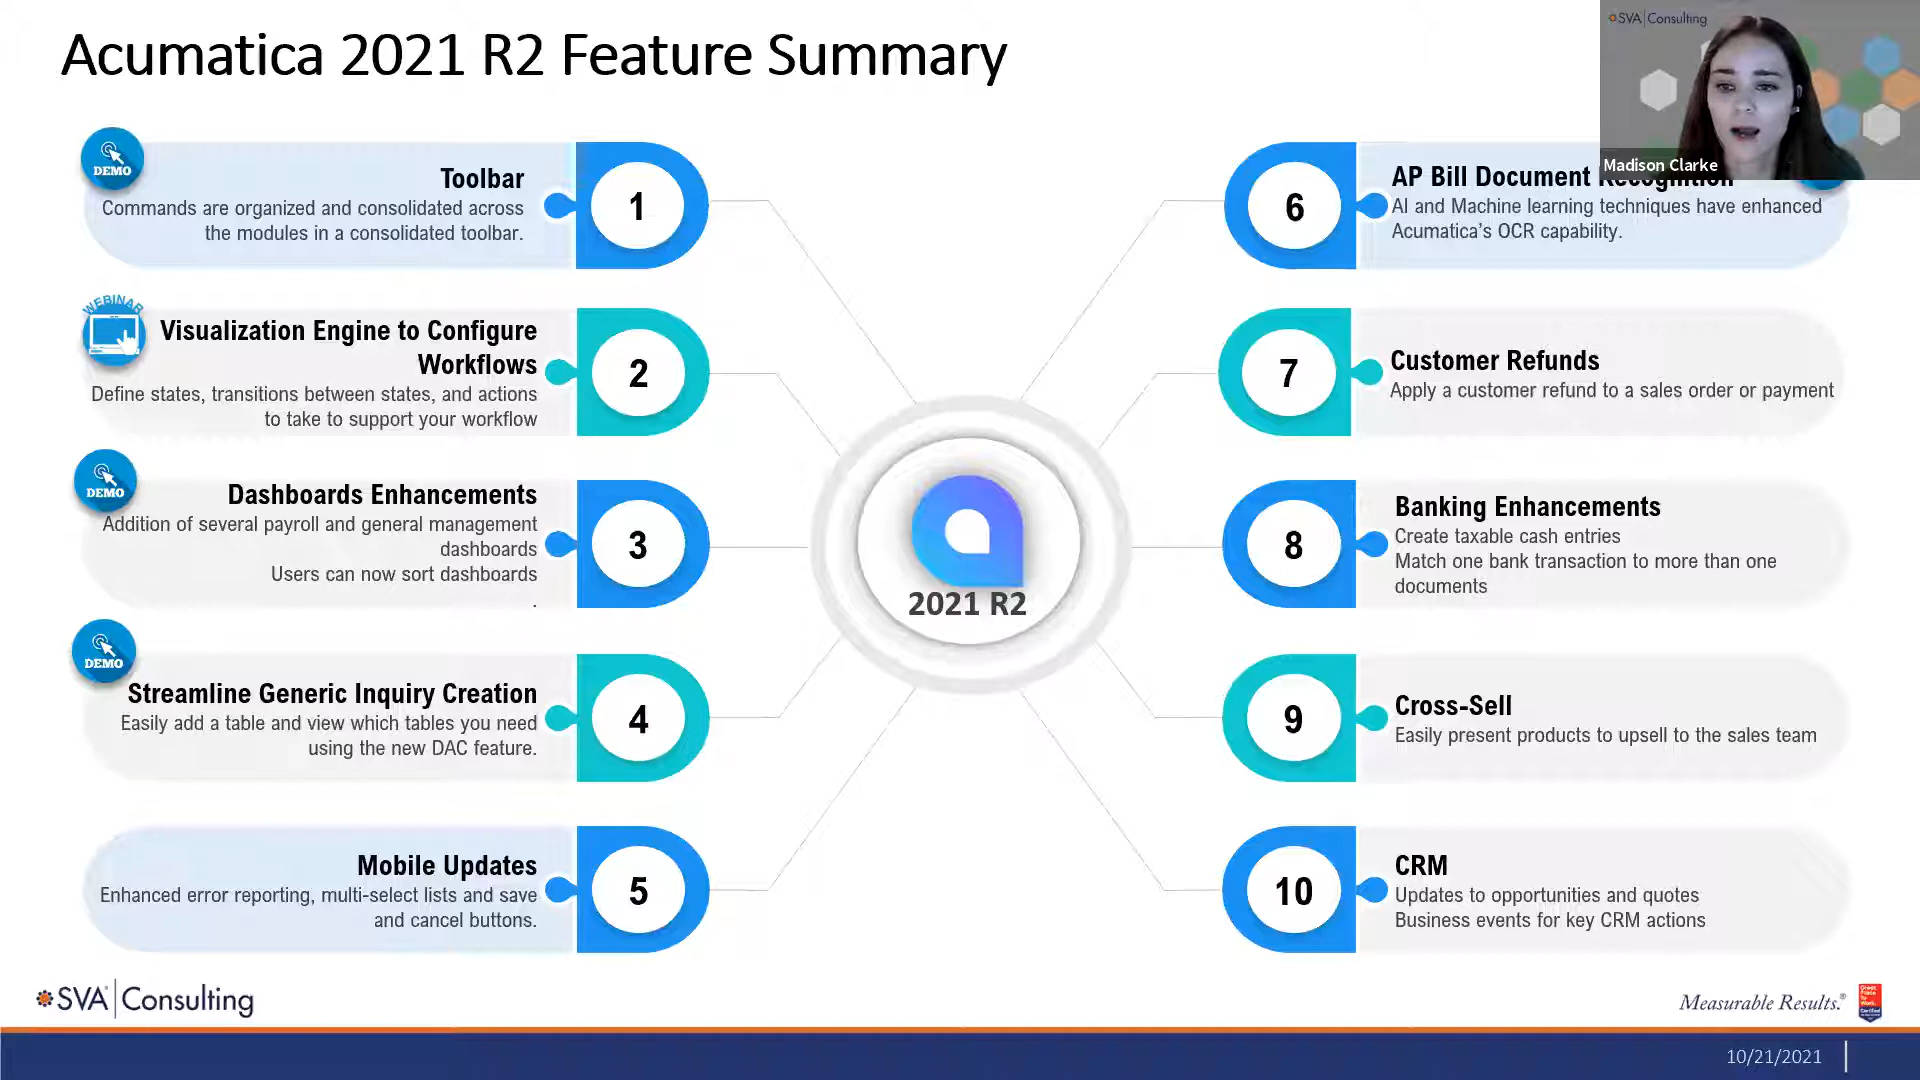 Acumatica 2021 R2 Feature Summary
SVA Consulting
Madison Clarke
DEMO
Toolbar
Commands are organized and consolidated across
the modules in a consolidated toolbar.
1
WEBINAR
Visualization Engine to Configure
Workflows
Define states, transitions between states, and actions
to take to support your workflow
2
DEMO
Dashboards Enhancements
Addition of several payroll and general management
dashboards
Users can now sort dashboards
.
3
DEMO
Streamline Generic Inquiry Creation
Easily add a table and view which tables you need
using the new DAC feature.
4
Mobile Updates
Enhanced error reporting, multi-select lists and save
and cancel buttons.
5
2021 R2
6
AP Bill Document Recognition
AI and Machine learning techniques have enhanced
Acumatica's OCR capability.
7
Customer Refunds
Apply a customer refund to a sales order or payment
8
Banking Enhancements
Create taxable cash entries
Match one bank transaction to more than one
documents
9
Cross-Sell
Easily present products to upsell to the sales team
10
CRM
Updates to opportunities and quotes
Business events for key CRM actions
SVA Consulting
Measurable Results.®
Great
Place
To
Work.
Certified
10/21/2021